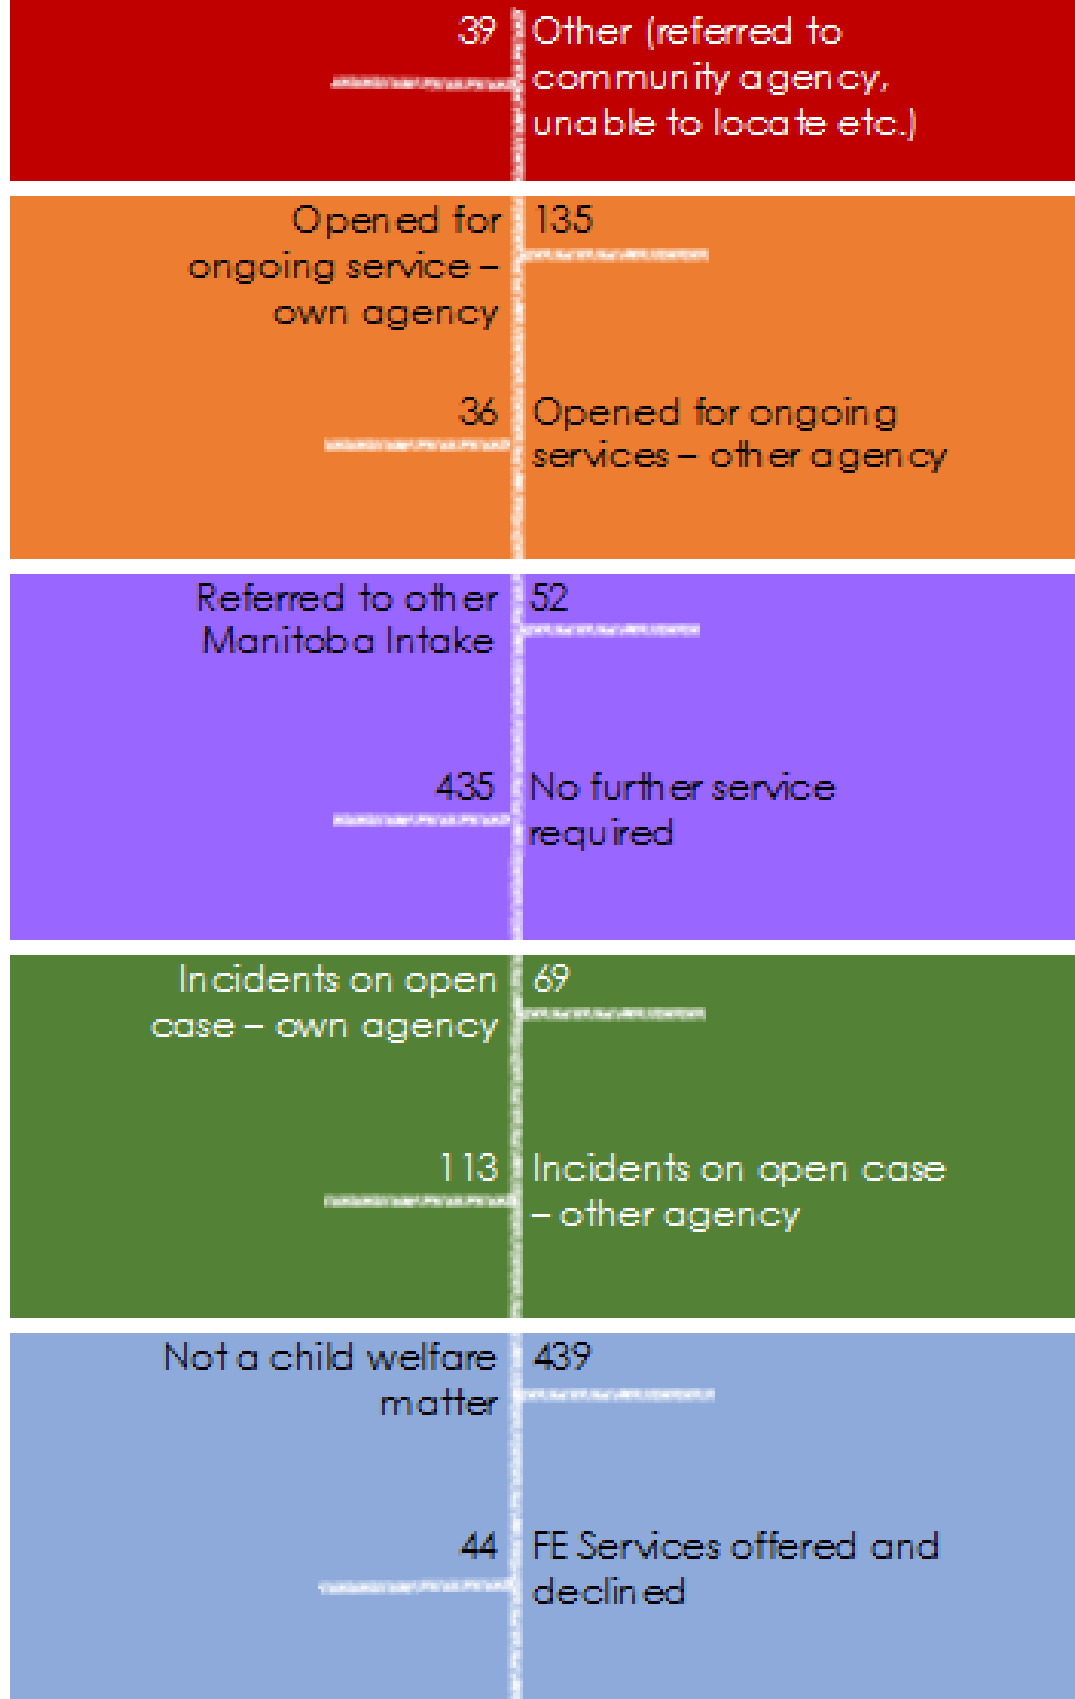 39
Other (referred to
community agency,
unable to locate etc.)
Opened for
ongoing service –
own agency
135
36
Opened for ongoing
services – other agency
Referred to other
Manitoba Intake
52
435
No further service
required
Incidents on open
case – own agency
69
113
Incidents on open case
– other agency
Not a child welfare
matter
439
44
FE Services offered and
declined